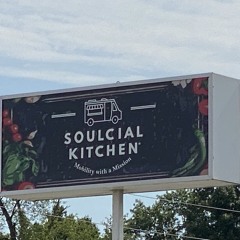 SOULCIAL
KITCHEN
Mobility with a Mission